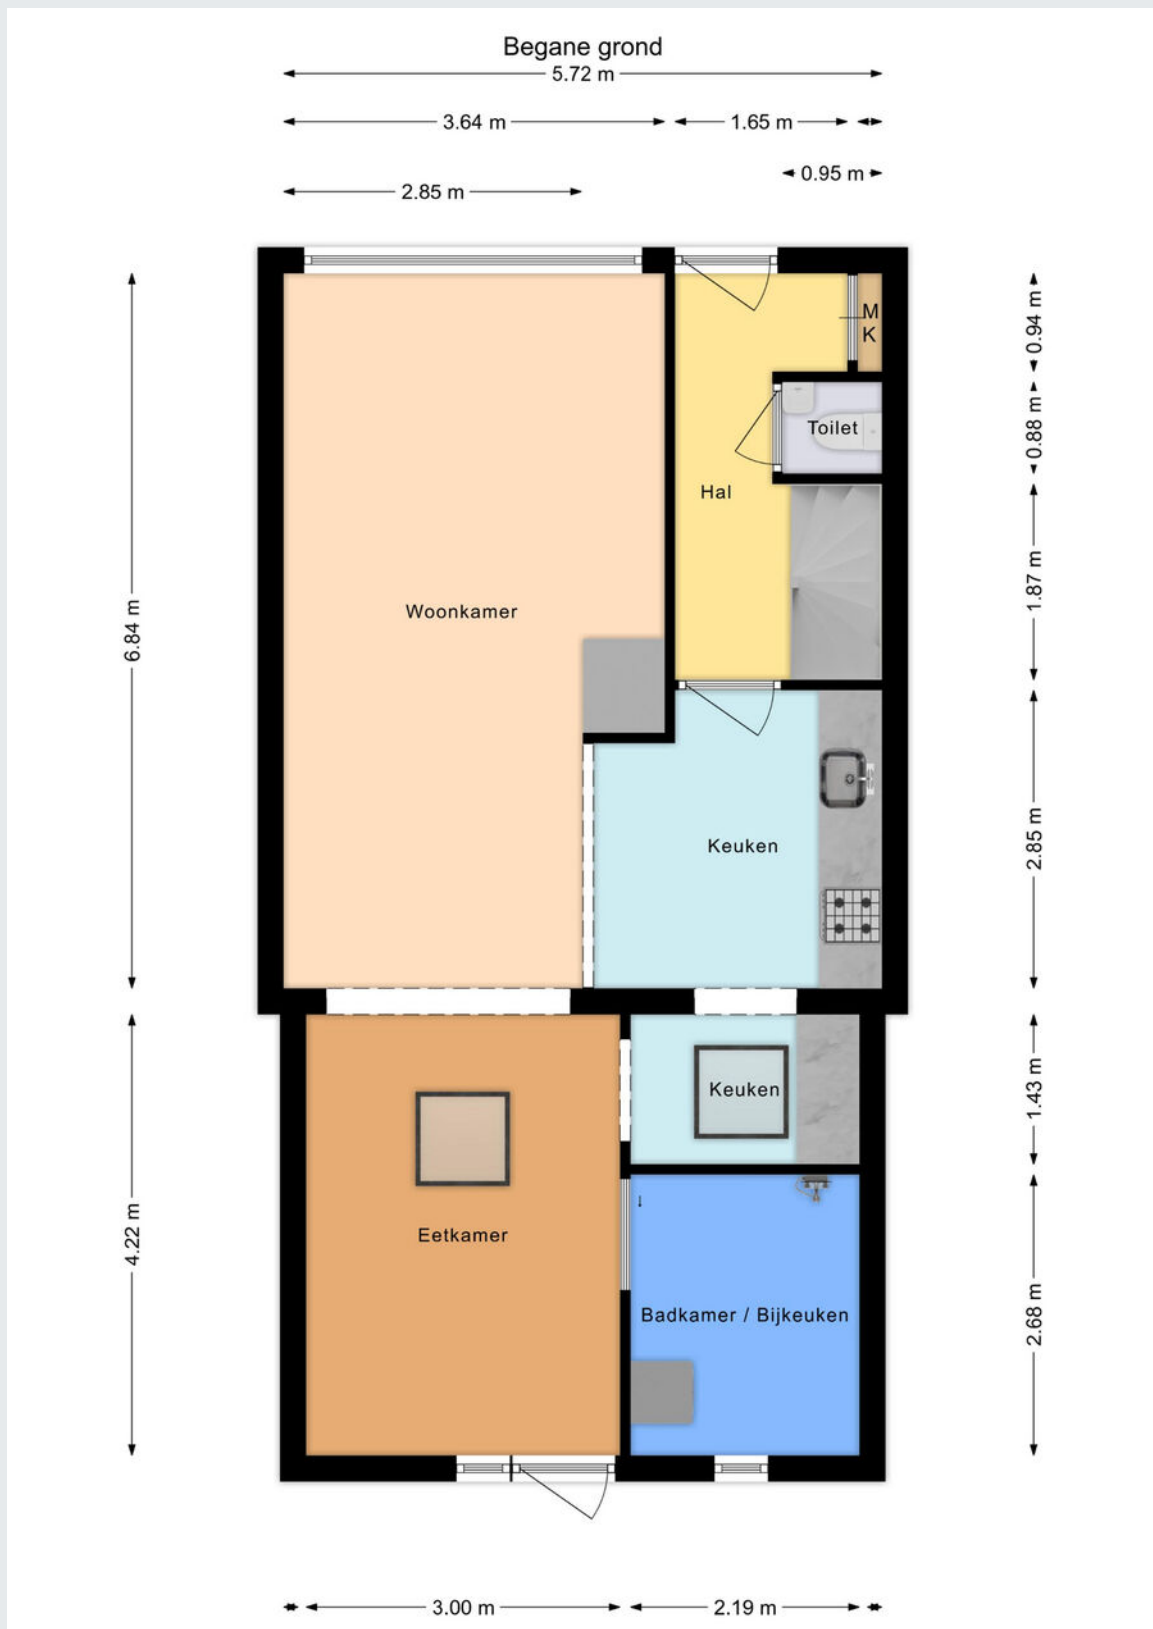 Begane grond
5.72 m
3.64 m
1.65 m
0.95 m
2.85 m
M
K
0.94 m
Toilet
0.88 m
Hal
1.87 m
Woonkamer
6.84 m
Keuken
2.85 m
Keuken
1.43 m
Eetkamer
4.22 m
Badkamer / Bijkeuken
2.68 m
3.00 m
2.19 m